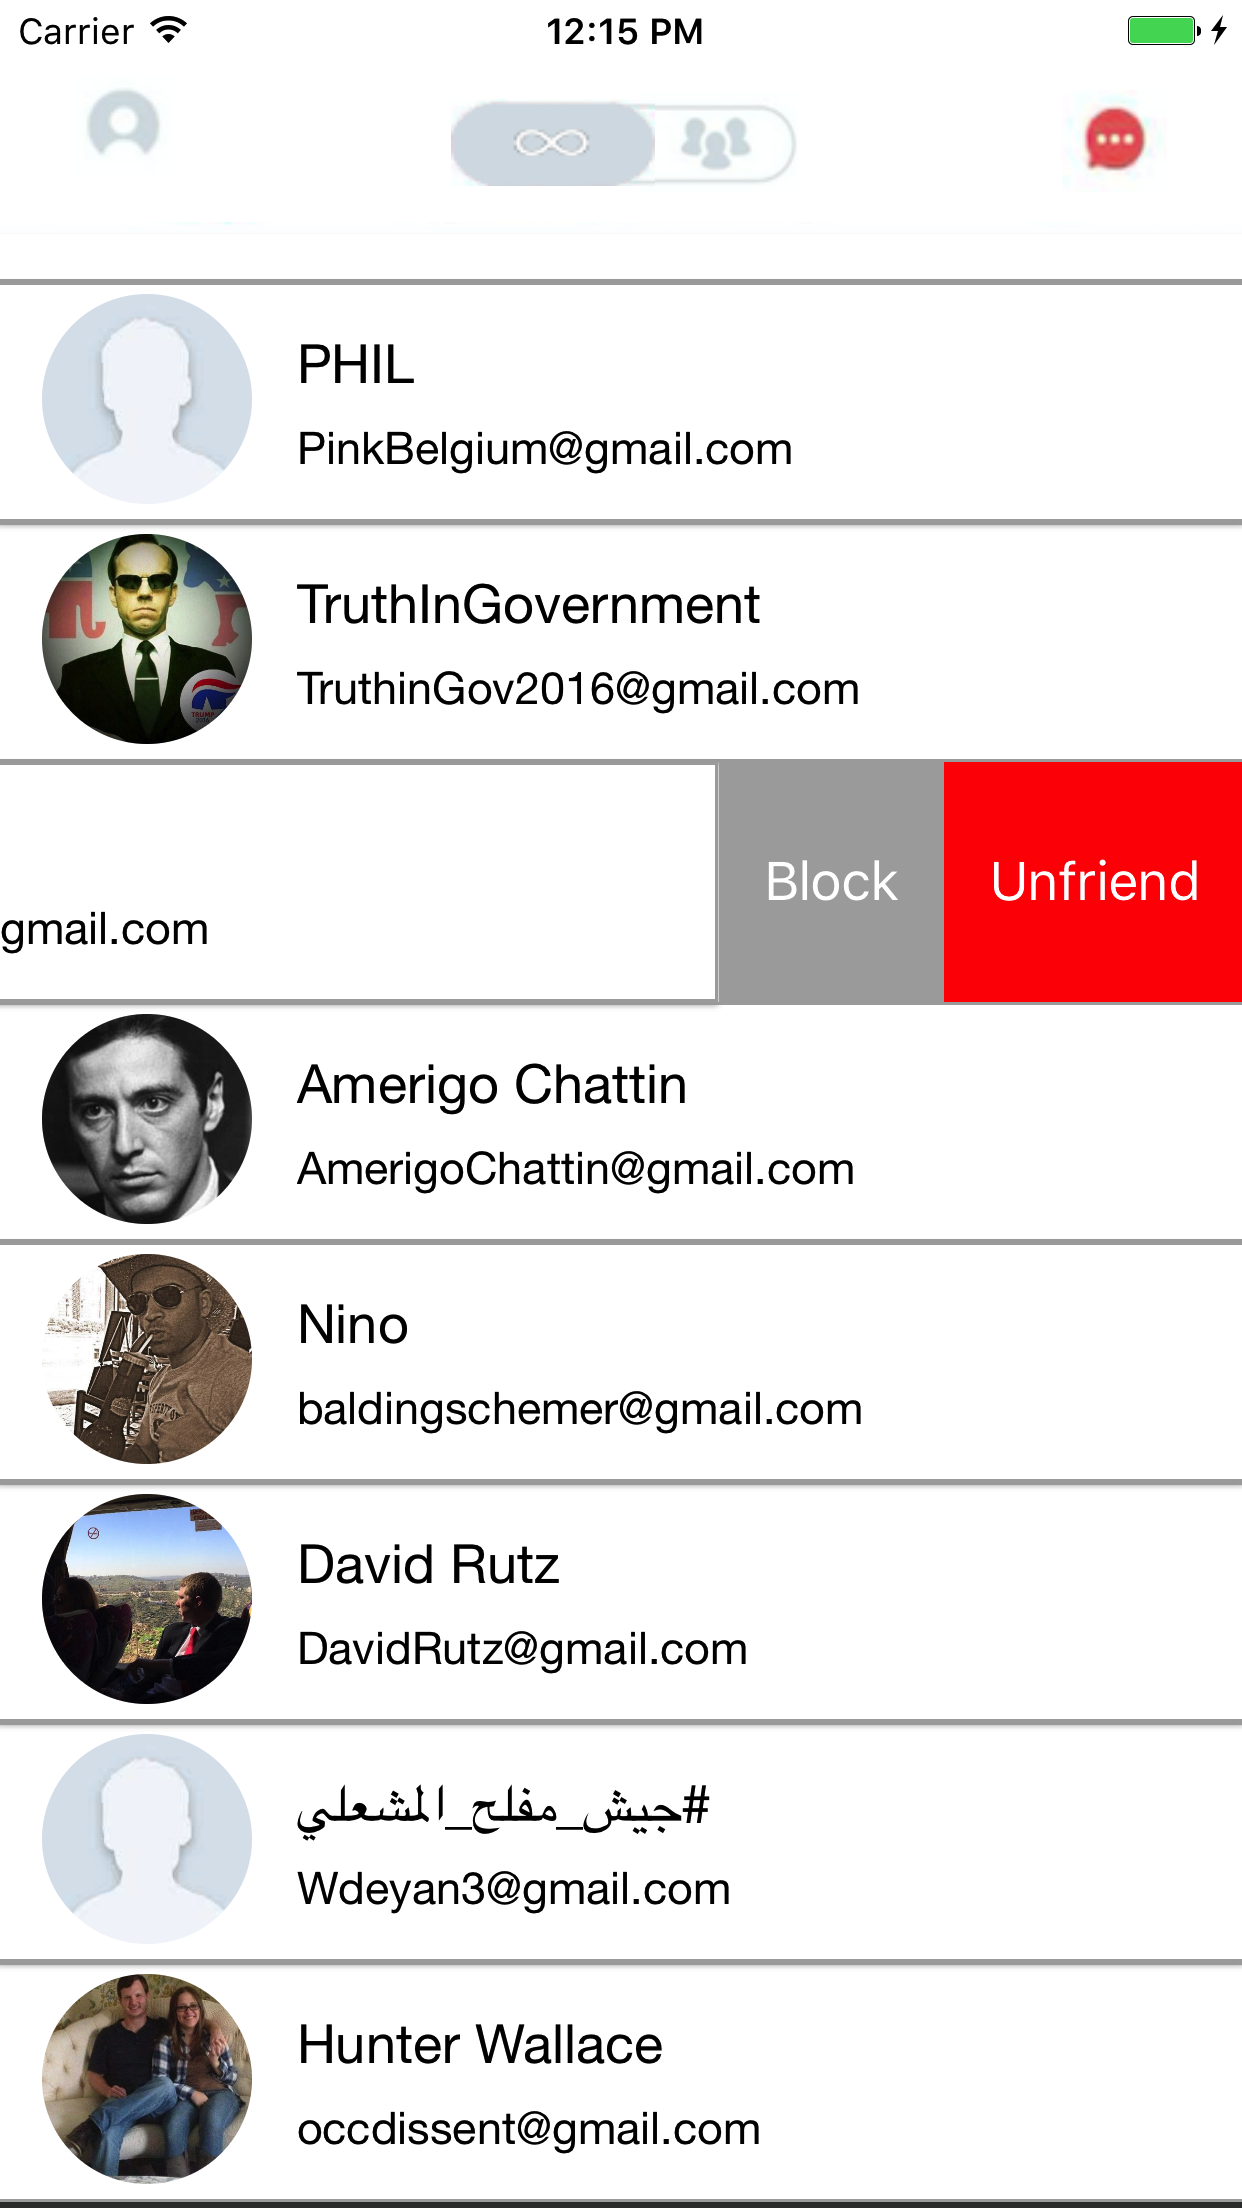 Carrier 12:15 PM
PHIL
PinkBelgium@gmail.com
TruthInGovernment
TruthinGov2016@gmail.com
gmail.com
Block Unfriend
Amerigo Chattin
AmerigoChattin@gmail.com
Nino
baldingschemer@gmail.com
David Rutz
DavidRutz@gmail.com
#جيش_مفلح_المشعلي
Wdeyan3@gmail.com
Hunter Wallace
occdissent@gmail.com